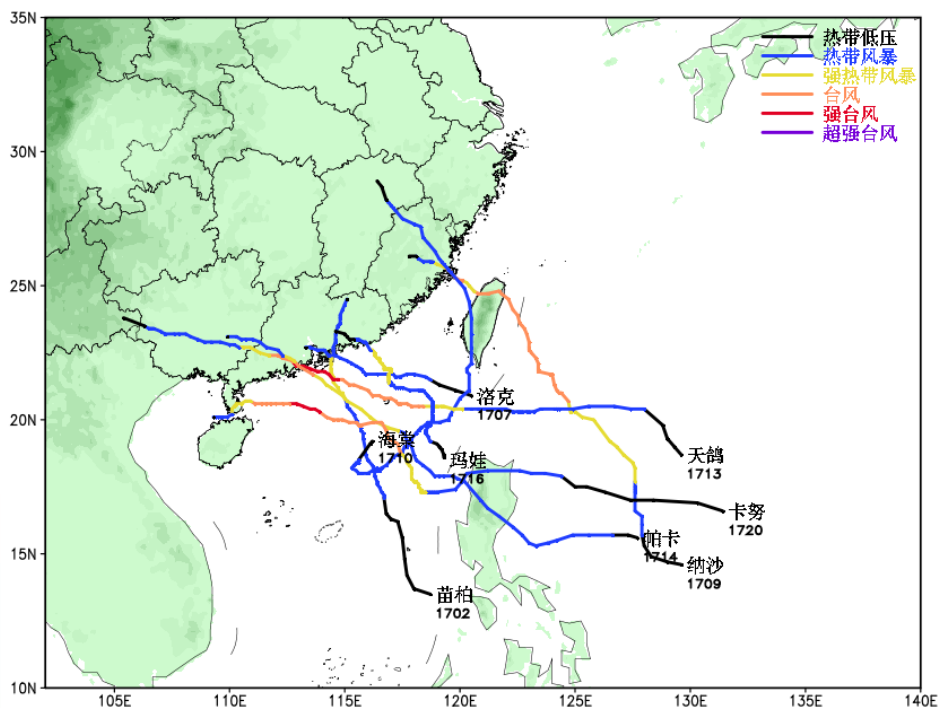 35N
30N
25N
20N
15N
10N
105E
110E
115E
120E
125E
130E
135E
140E
热带低压
热带风暴
强热带风暴
台风
强台风
超强台风
洛克
1707
海棠
1710
玛娃
1716
天鸽
1713
卡努
1720
帕卡
1714
纳沙
1709
苗柏
1702